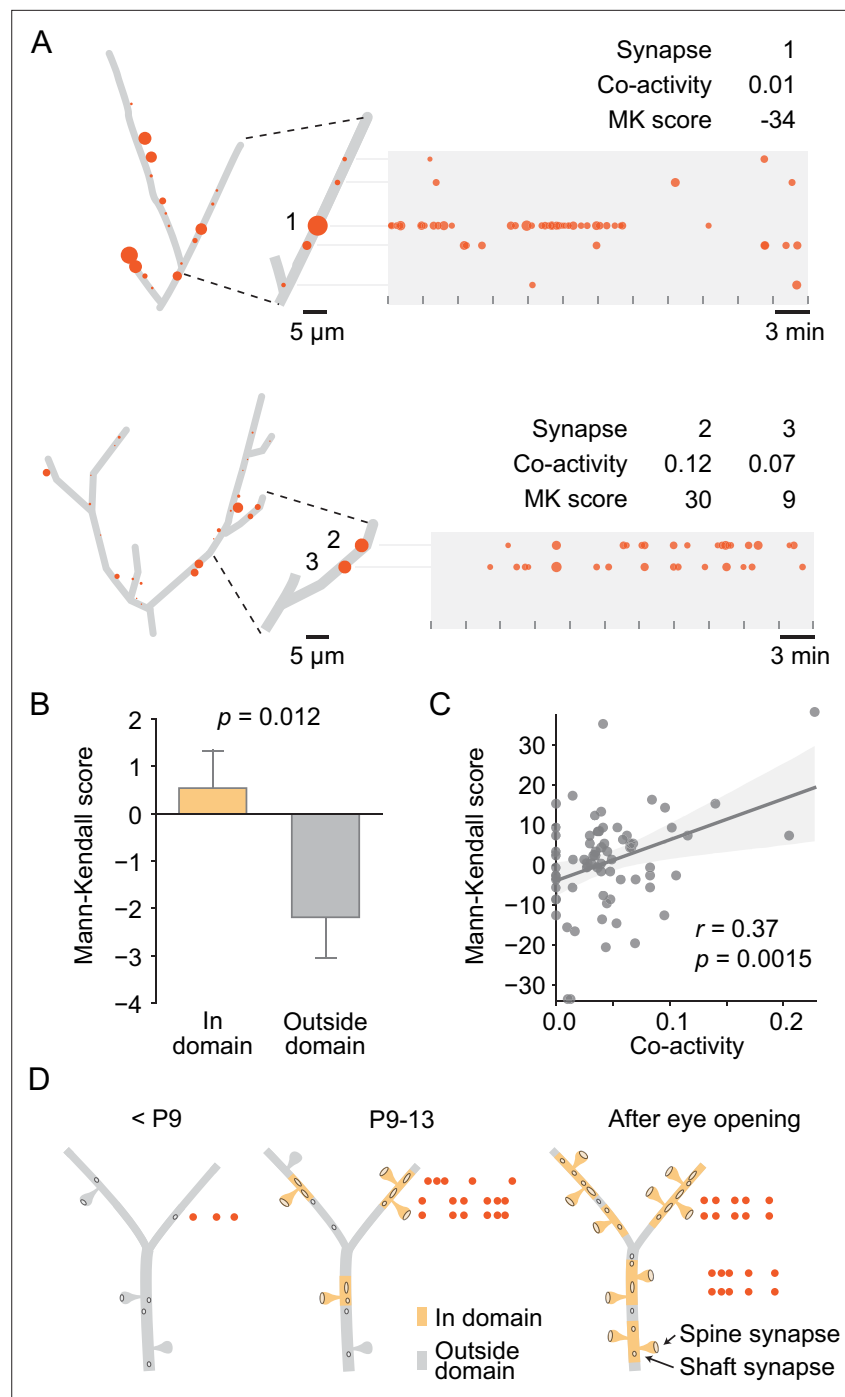 A
Synapse 1
Co-activity 0.01
MK score -34
1
5 µm
3 min
Synapse 2 3
Co-activity 0.12 0.07
MK score 30 9
2
3
5 µm
3 min
B
p = 0.012
Mann-Kendall score
2
1
0
−1
−2
−3
−4
In domain
Outside domain
C
Mann-Kendall score
30
20
10
0
−10
−20
−30
r = 0.37
p = 0.0015
0.0 0.1 0.2
Co-activity
D
< P9
P9-13
After eye opening
In domain
Outside domain
Spine synapse
Shaft synapse